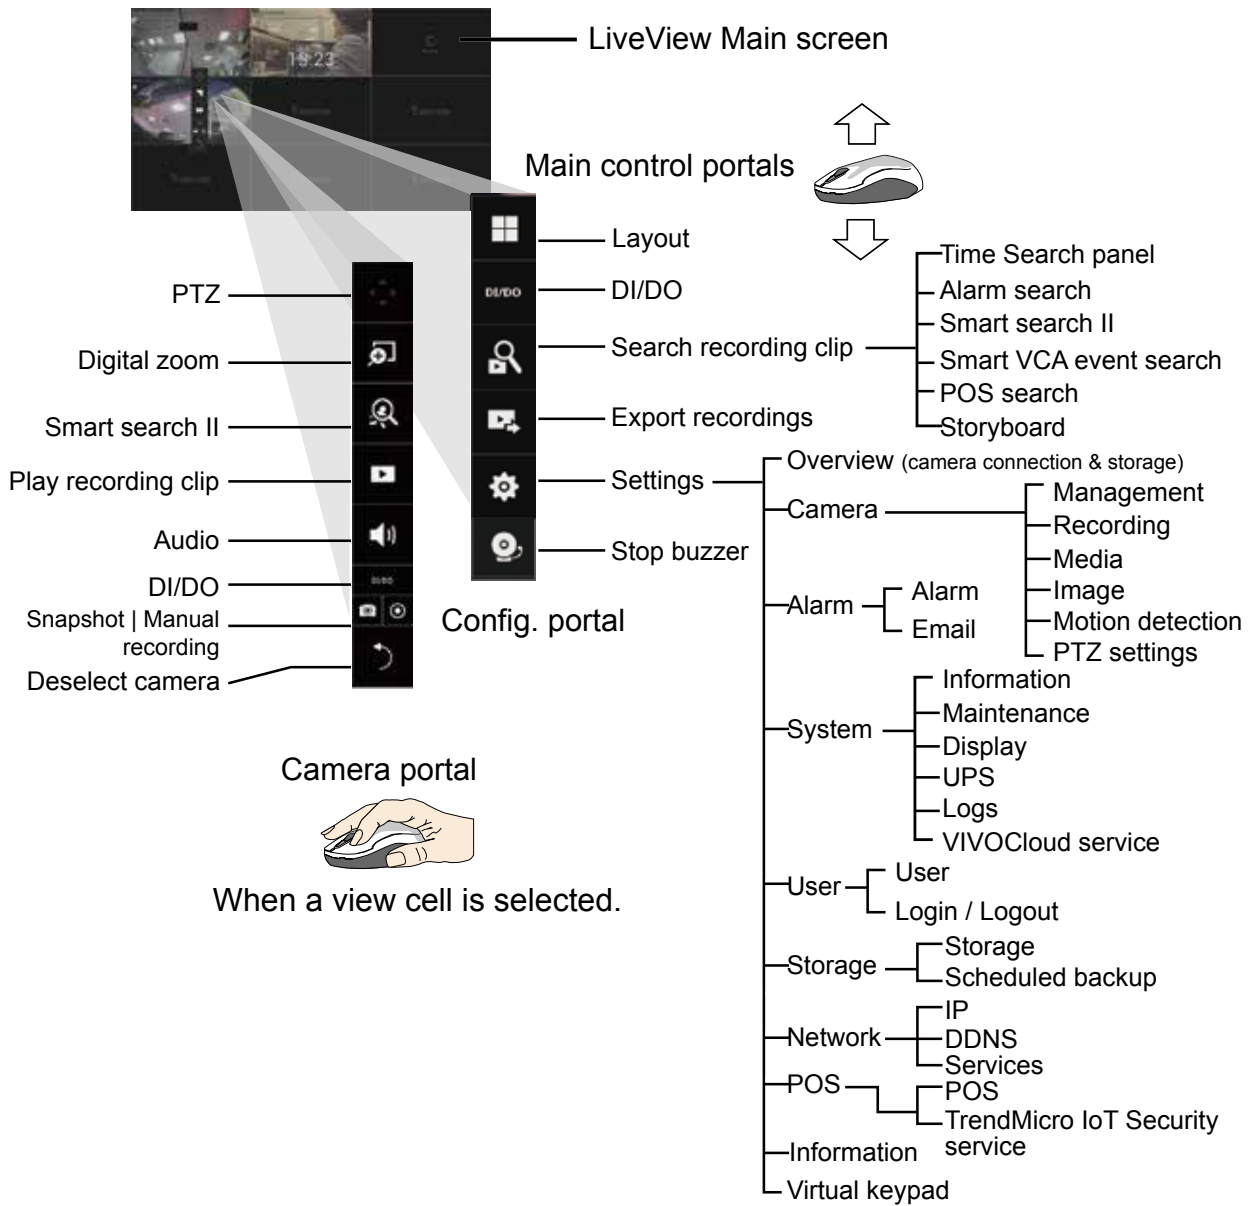 LiveView Main screen
19:23
Main control portals
Layout
DI/DO
DI/DO
Search recording clip
Export recordings
Settings
Stop buzzer
Config. portal
PTZ
Digital zoom
Smart search II
Play recording clip
Audio
DI/DO
DI/DO
Snapshot | Manual
recording
Deselect camera
Camera portal
When a view cell is selected.
Time Search panel
Alarm search
Smart search II
Smart VCA event search
POS search
Storyboard
Overview (camera connection & storage)
Camera
Management
Recording
Media
Image
Motion detection
PTZ settings
Alarm
Alarm
Email
System
Information
Maintenance
Display
UPS
Logs
VIVOCloud service
User
User
Login / Logout
Storage
Storage
Scheduled backup
Network
IP
DDNS
Services
POS
POS
TrendMicro IoT Security
service
Information
Virtual keypad